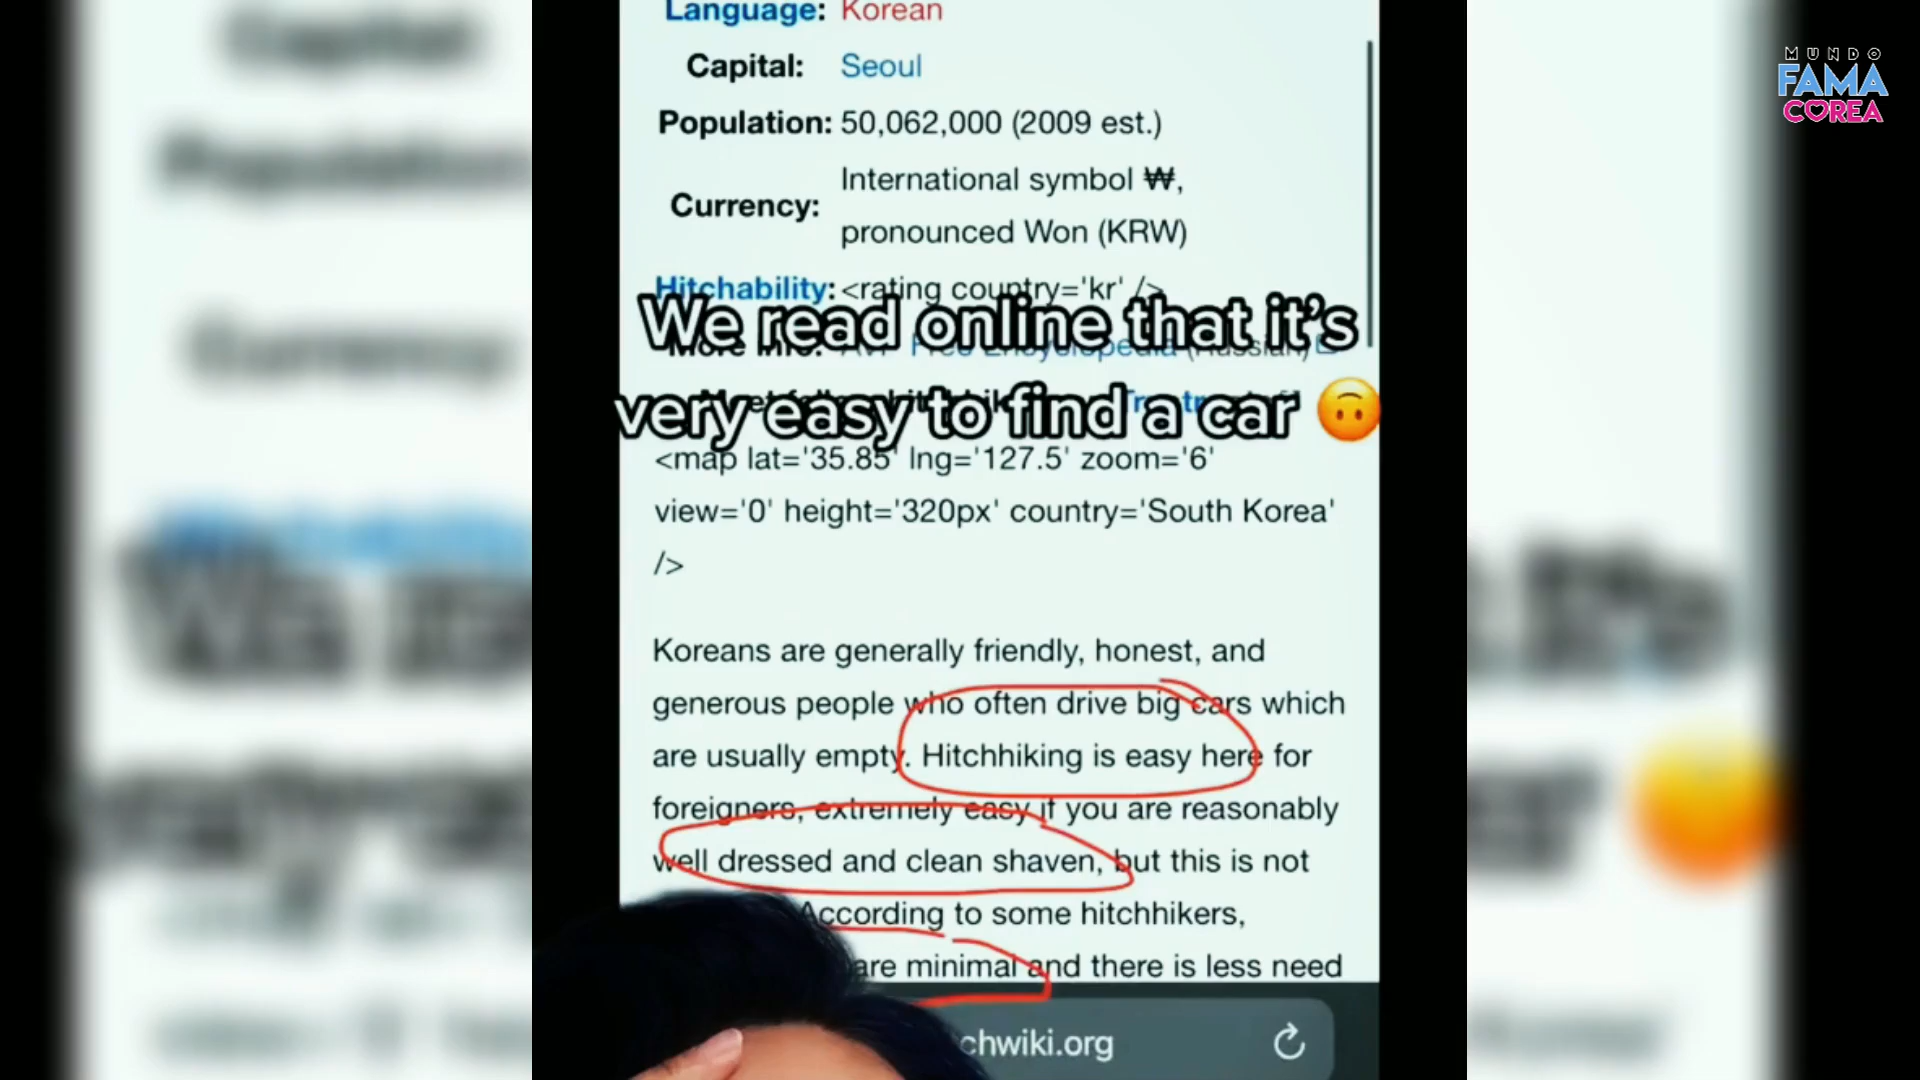 Language: Korean
Capital: Seoul
Population: 50,062,000 (2009 est.)
Currency: International symbol ₩,
pronounced Won (KRW)
Hitchability: <rating country='kr' />
We read online that it's
very easy to find a car 🙃
<map lat='35.85' lng='127.5' zoom='6'
view='0' height='320px' country='South Korea'
/>
Koreans are generally friendly, honest, and
generous people who often drive big cars which
are usually empty. Hitchhiking is easy here for
foreigners, extremely easy if you are reasonably
well dressed and clean shaven, but this is not
According to some hitchhikers,
are minimal and there is less need
chwiki.org
MUNDO
FAMA
COREA